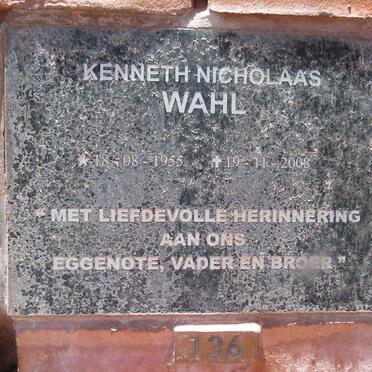 KENNETH NICHOLAAS
WAHL
★ 18 - 08 - 1955 ✝ 19 - 11 - 2008
" MET LIEFDEVOLLE HERINNERING
AAN ONS
EGGENOTE, VADER EN BROER "
136